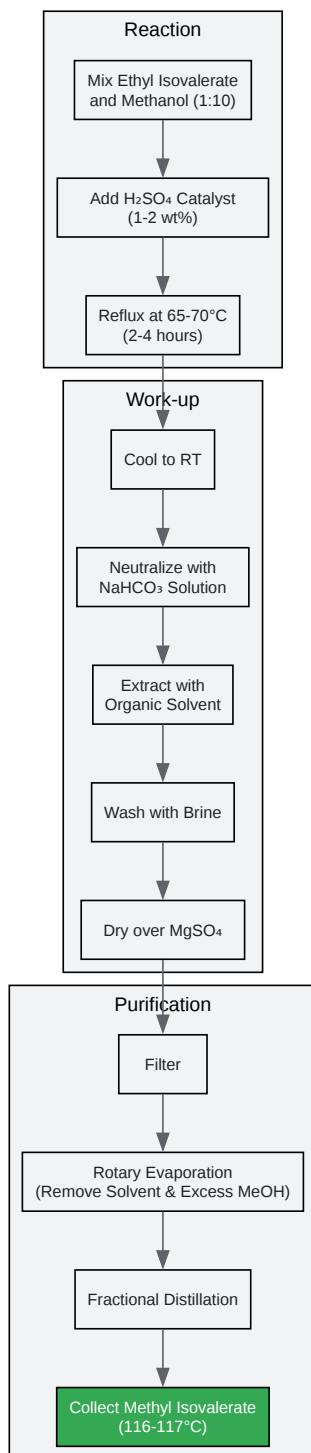 Reaction
Mix Ethyl Isovalerate
and Methanol (1:10)
Add H₂SO₄ Catalyst
(1-2 wt%)
Reflux at 65-70°C
(2-4 hours)
Work-up
Cool to RT
Neutralize with
NaHCO₃ Solution
Extract with
Organic Solvent
Wash with Brine
Dry over MgSO₄
Purification
Filter
Rotary Evaporation
(Remove Solvent & Excess MeOH)
Fractional Distillation
Collect Methyl Isovalerate
(116-117°C)